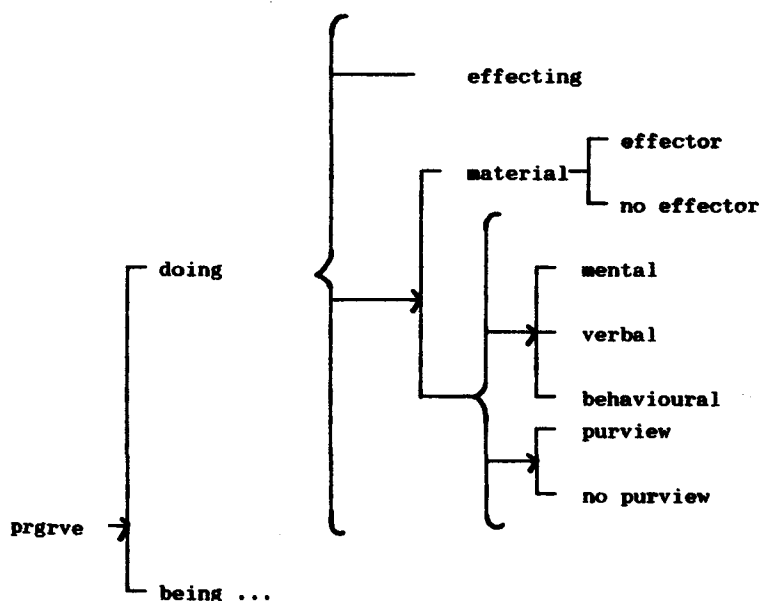 effecting
effector
material
no effector
doing
mental
verbal
behavioural
purview
no purview
prgrve
being ...